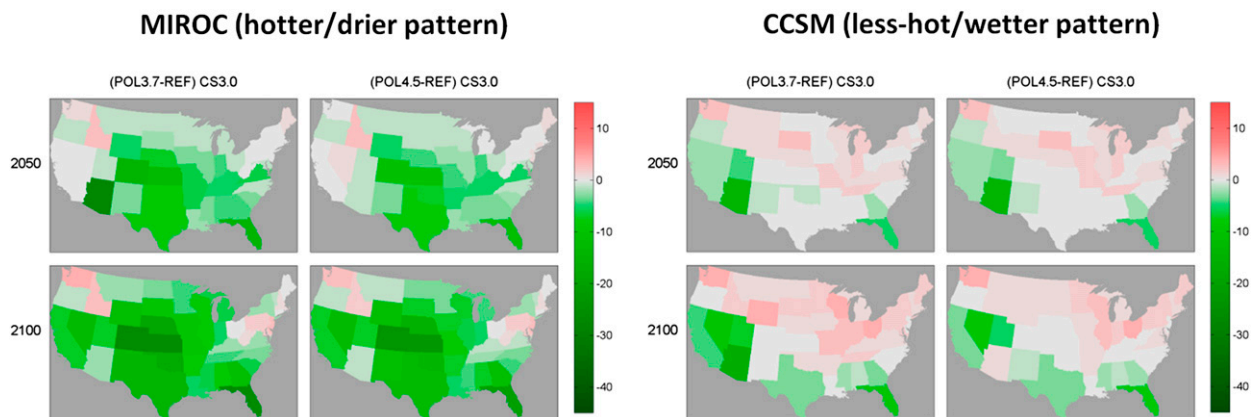 MIROC (hotter/drier pattern)
CCSM (less-hot/wetter pattern)
(POL3.7-REF) CS3.0
(POL4.5-REF) CS3.0
(POL3.7-REF) CS3.0
(POL4.5-REF) CS3.0
2050
2100
10
0
-10
-20
-30
-40
2050
2100
10
0
-10
-20
-30
-40